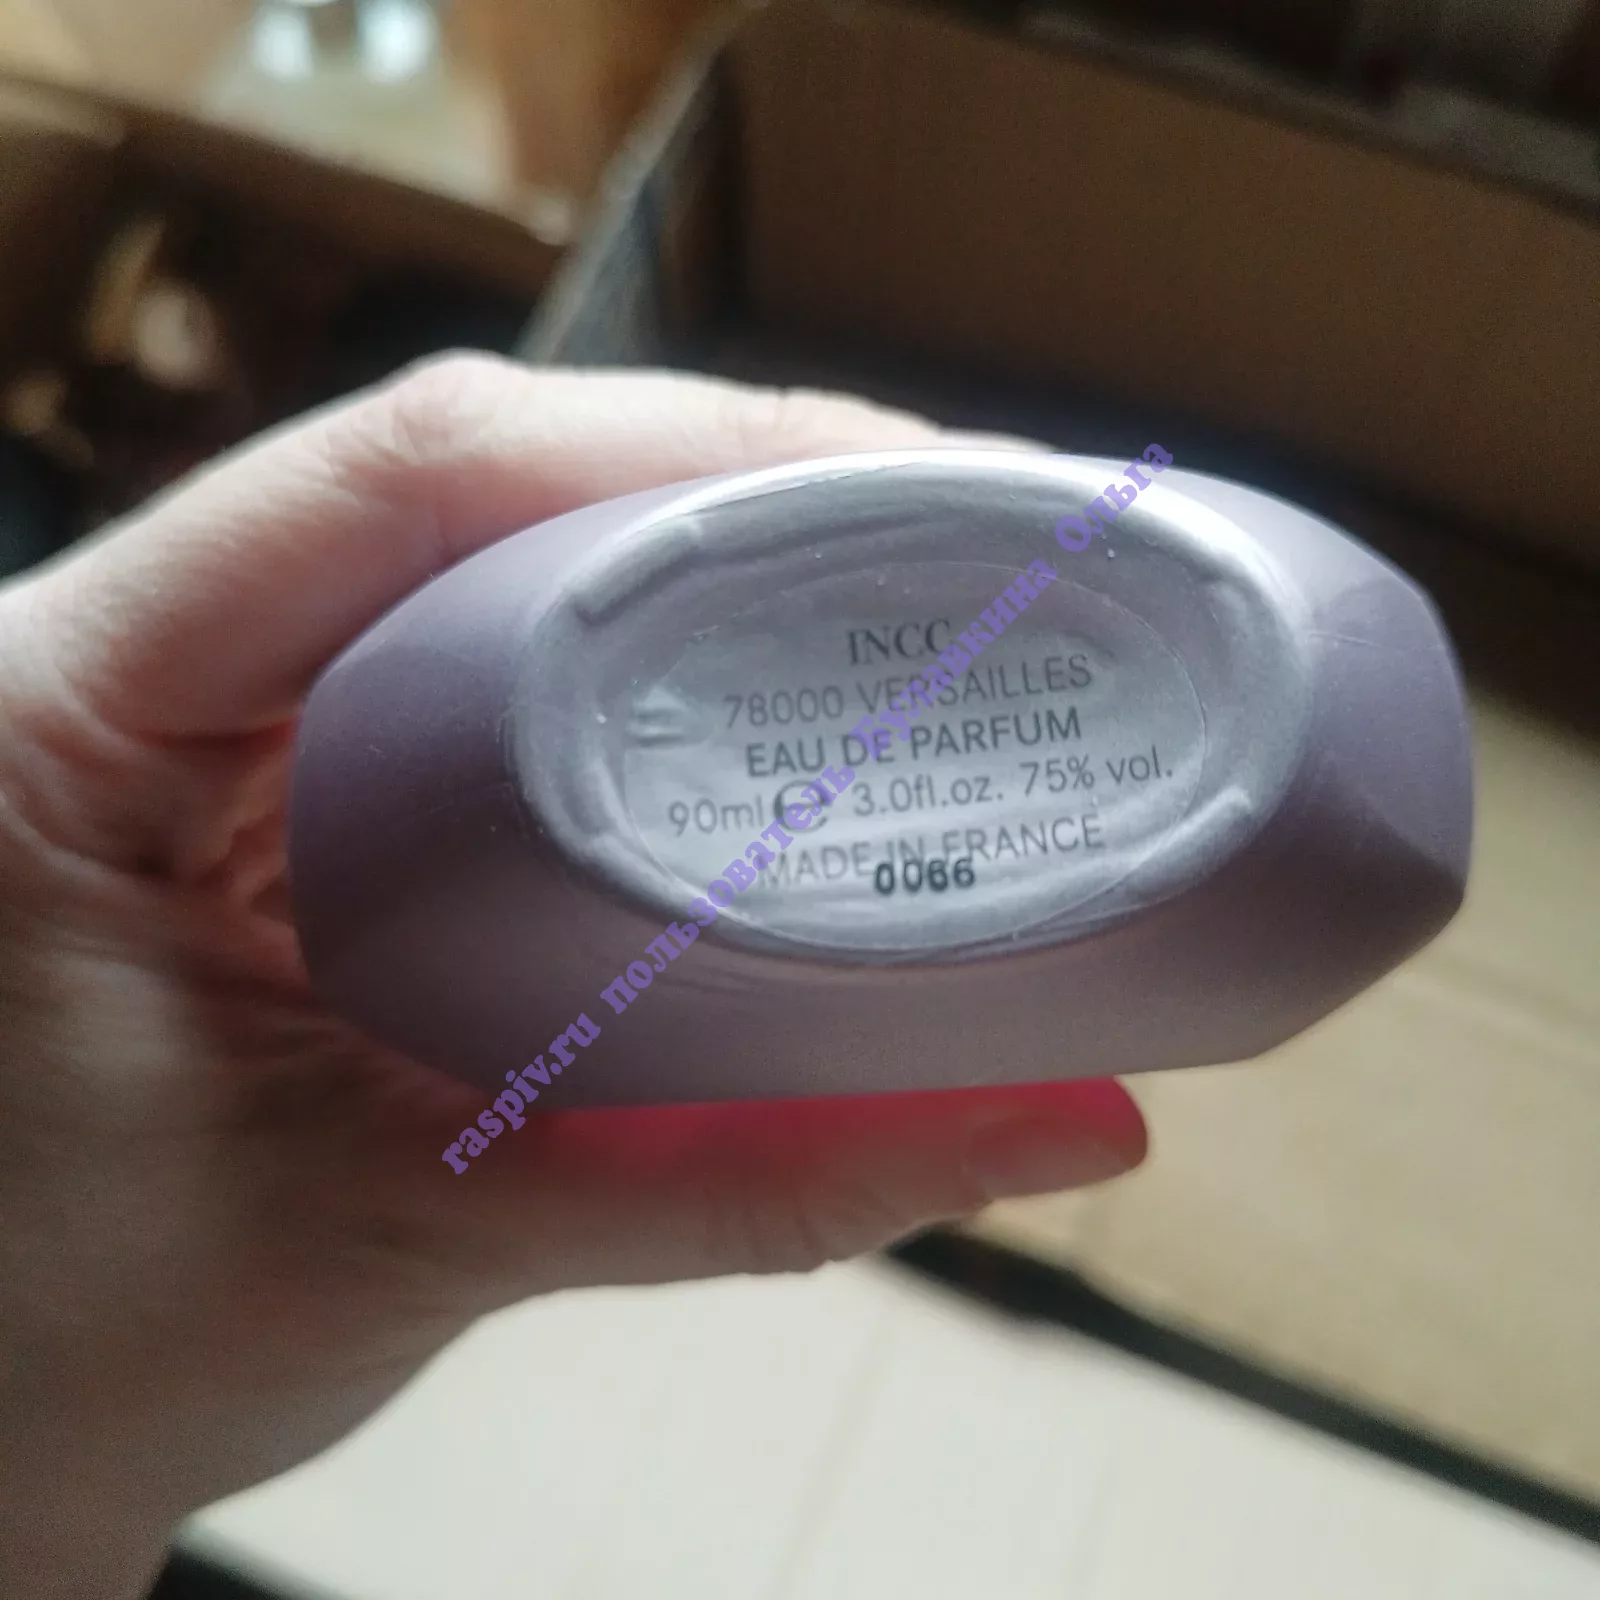 INCC
78000 VERSAILLES
EAU DE PARFUM
90ml ℮ 3.0fl.oz. 75% vol.
MADE IN FRANCE
0066
raspiv.ru пользователь Булавкина Ольга